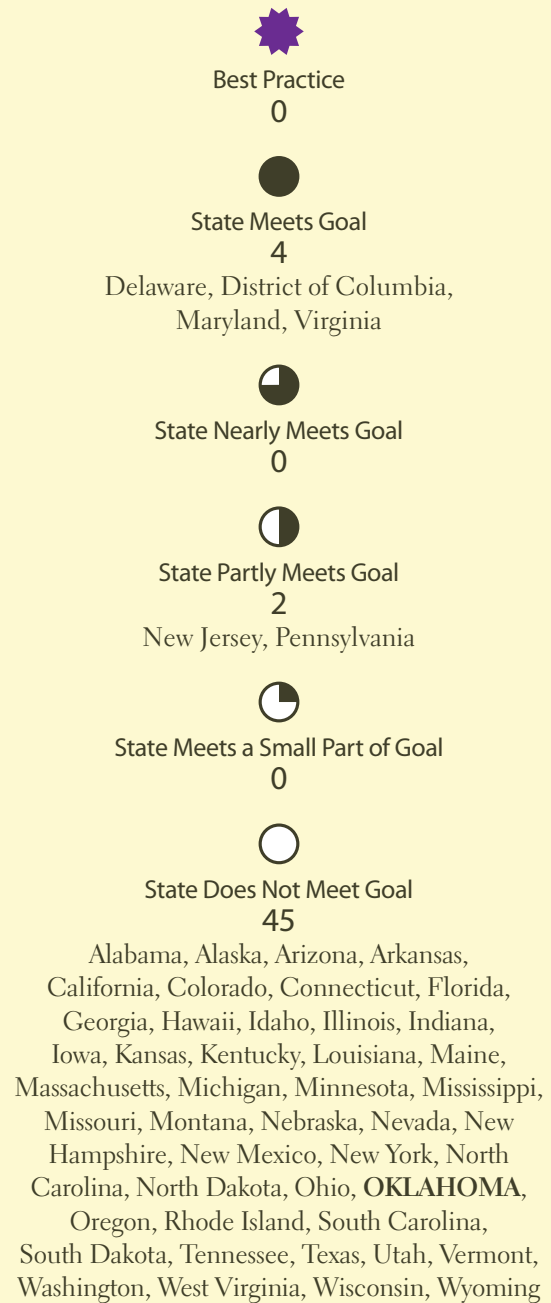 Best Practice
0
State Meets Goal
4
Delaware, District of Columbia,
Maryland, Virginia
State Nearly Meets Goal
0
State Partly Meets Goal
2
New Jersey, Pennsylvania
State Meets a Small Part of Goal
0
State Does Not Meet Goal
45
Alabama, Alaska, Arizona, Arkansas,
California, Colorado, Connecticut, Florida,
Georgia, Hawaii, Idaho, Illinois, Indiana,
Iowa, Kansas, Kentucky, Louisiana, Maine,
Massachusetts, Michigan, Minnesota, Mississippi,
Missouri, Montana, Nebraska, Nevada, New
Hampshire, New Mexico, New York, North
Carolina, North Dakota, Ohio, OKLAHOMA,
Oregon, Rhode Island, South Carolina,
South Dakota, Tennessee, Texas, Utah, Vermont,
Washington, West Virginia, Wisconsin, Wyoming